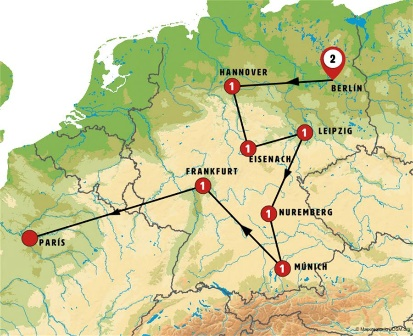 2
HANNOVER
1
BERLÍN
1
LEIPZIG
1
EISENACH
FRANKFURT
1
1
NUREMBERG
PARÍS
1
MÚNICH